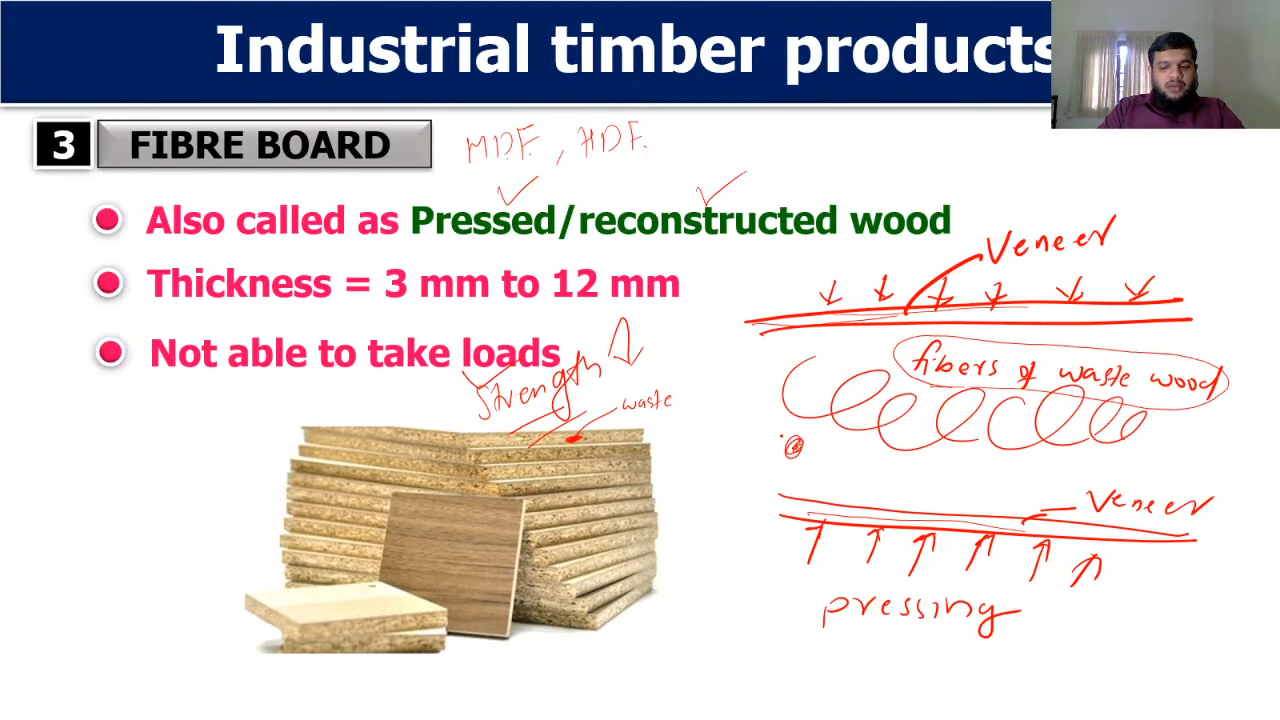 Industrial timber products
3 FIBRE BOARD
MDF, HDF
Also called as Pressed/reconstructed wood
Thickness = 3 mm to 12 mm
Not able to take loads
Strength
waste
Veneer
fibers of waste wood
Veneer
pressing